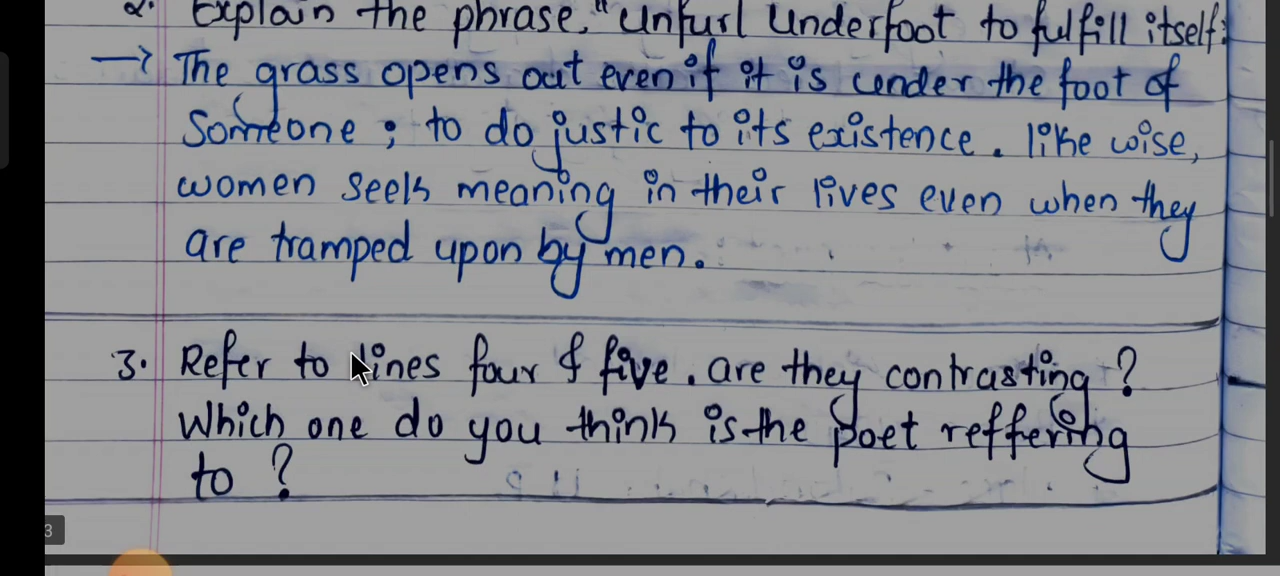 2. Explain the phrase, "Unfurl Underfoot to fulfill itself:
→ The grass opens out even if it is under the foot of
Someone ; to do justic to its existence . like wise,
women seek meaning in their lives even when they
are tramped upon by men.
3. Refer to lines four & five . are they contrasting ?
Which one do you think is the poet reffering
to ?
3